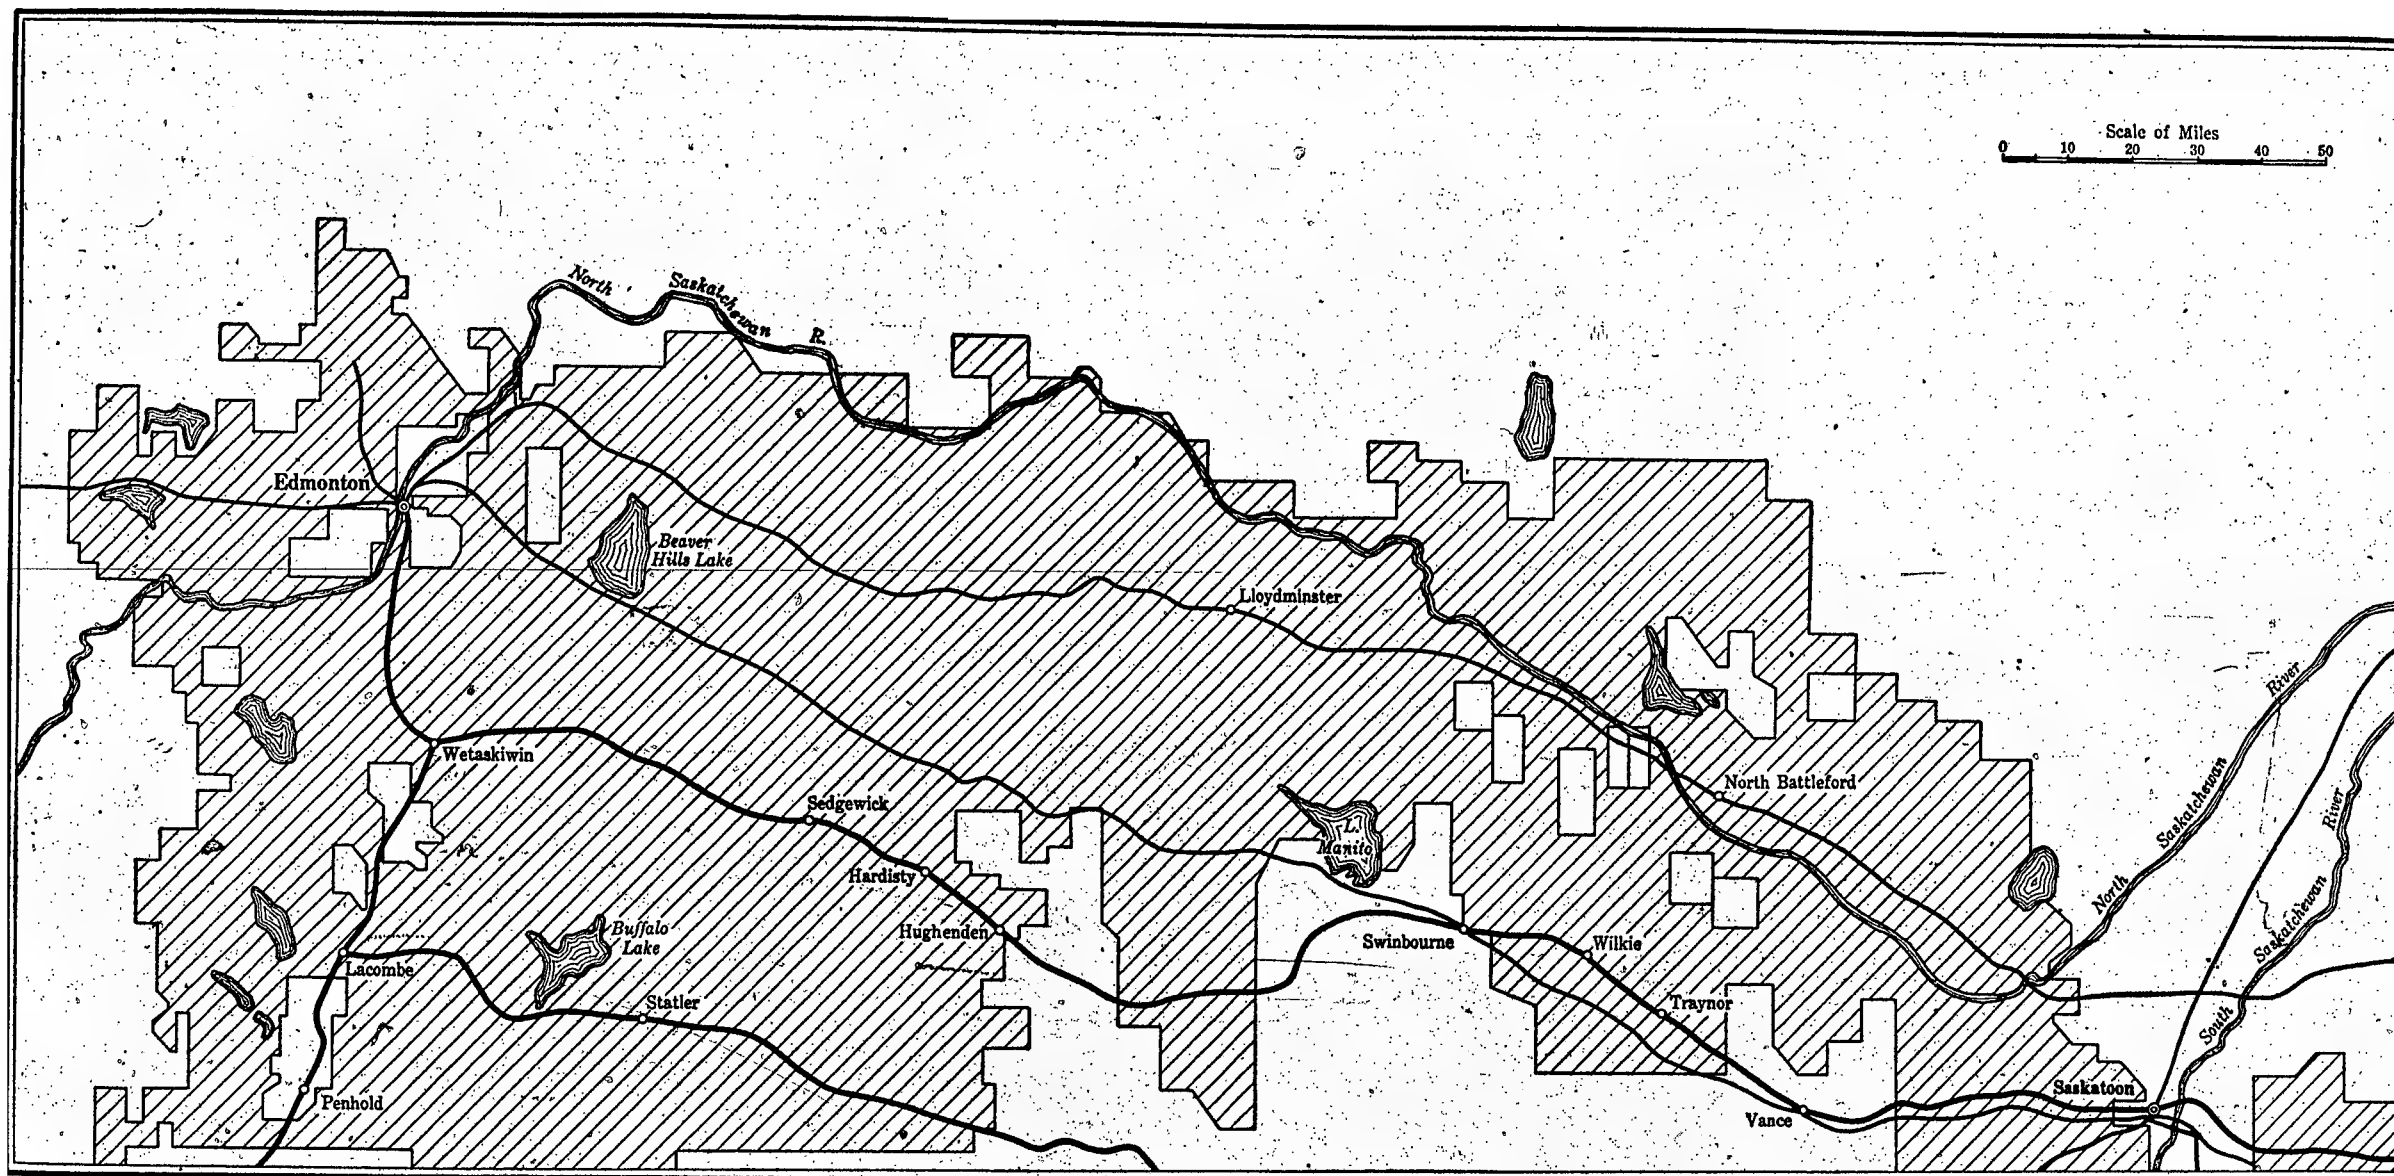 Scale of Miles
0 10 20 30 40 50
North Saskatchewan R.
Edmonton
Beaver
Hills Lake
Lloydminster
Wetaskiwin
North Battleford
Sedgewick
L.
Manito
Hardisty
Hughenden
Swinbourne
Wilkie
Buffalo
Lake
Lacombe
Statler
Traynor
North Saskatchewan River
South Saskatchewan River
Penhold
Vance
Saskatoon